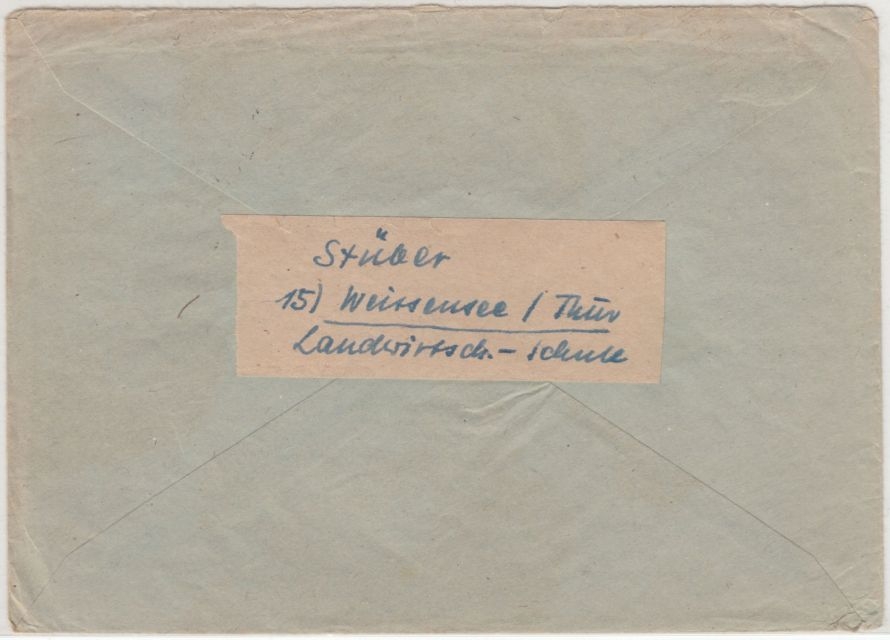 Stüber
15) Weissensee / Thür
Landwirtsch.- Schule